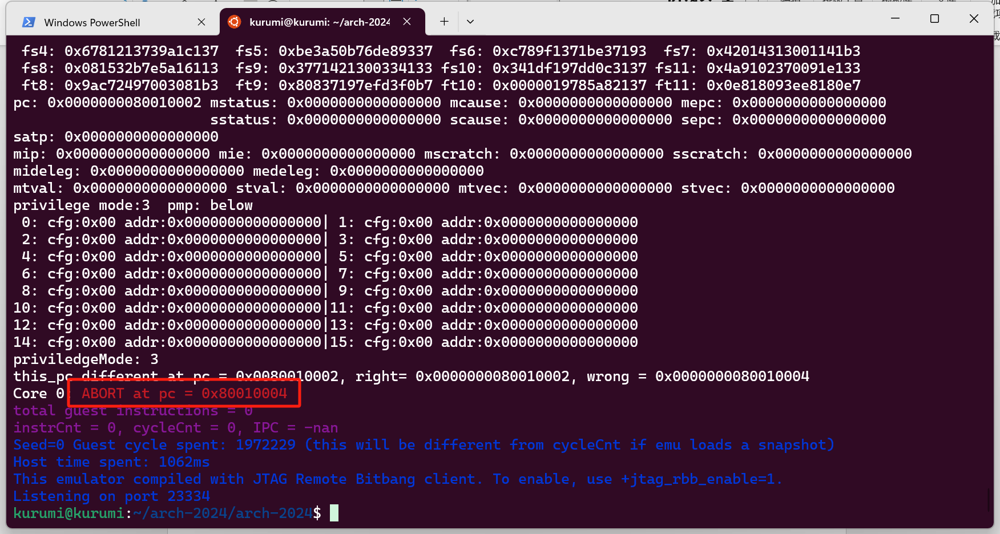 Windows PowerShell
kurumi@kurumi: ~/arch-2024
fs4: 0x6781213739a1c137 fs5: 0xbe3a50b76de89337 fs6: 0xc789f1371be37193 fs7: 0x42014313001141b3
fs8: 0x081532b7e5a16113 fs9: 0x3771421300334133 fs10: 0x341df197dd0c3137 fs11: 0x4a9102370091e133
ft8: 0x9ac72497003081b3 ft9: 0x80837197efd3f0b7 ft10: 0x0000019785a82137 ft11: 0x0e818093ee8180e7
pc: 0x0000000080010002 mstatus: 0x0000000000000000 mcause: 0x0000000000000000 mepc: 0x0000000000000000
sstatus: 0x0000000000000000 scause: 0x0000000000000000 sepc: 0x0000000000000000
satp: 0x0000000000000000
mip: 0x0000000000000000 mie: 0x0000000000000000 mscratch: 0x0000000000000000 sscratch: 0x0000000000000000
mideleg: 0x0000000000000000 medeleg: 0x0000000000000000
mtval: 0x0000000000000000 stval: 0x0000000000000000 mtvec: 0x0000000000000000 stvec: 0x0000000000000000
privilege mode:3 pmp: below
0: cfg:0x00 addr:0x0000000000000000| 1: cfg:0x00 addr:0x0000000000000000
2: cfg:0x00 addr:0x0000000000000000| 3: cfg:0x00 addr:0x0000000000000000
4: cfg:0x00 addr:0x0000000000000000| 5: cfg:0x00 addr:0x0000000000000000
6: cfg:0x00 addr:0x0000000000000000| 7: cfg:0x00 addr:0x0000000000000000
8: cfg:0x00 addr:0x0000000000000000| 9: cfg:0x00 addr:0x0000000000000000
10: cfg:0x00 addr:0x0000000000000000|11: cfg:0x00 addr:0x0000000000000000
12: cfg:0x00 addr:0x0000000000000000|13: cfg:0x00 addr:0x0000000000000000
14: cfg:0x00 addr:0x0000000000000000|15: cfg:0x00 addr:0x0000000000000000
priviledgeMode: 3
this_pc different at pc = 0x0080010002, right= 0x0000000080010002, wrong = 0x0000000080010004
Core 0: ABORT at pc = 0x80010004
total guest instructions = 0
instrCnt = 0, cycleCnt = 0, IPC = -nan
Seed=0 Guest cycle spent: 1972229 (this will be different from cycleCnt if emu loads a snapshot)
Host time spent: 1062ms
This emulator compiled with JTAG Remote Bitbang client. To enable, use +jtag_rbb_enable=1.
Listening on port 23334
kurumi@kurumi:~/arch-2024/arch-2024$